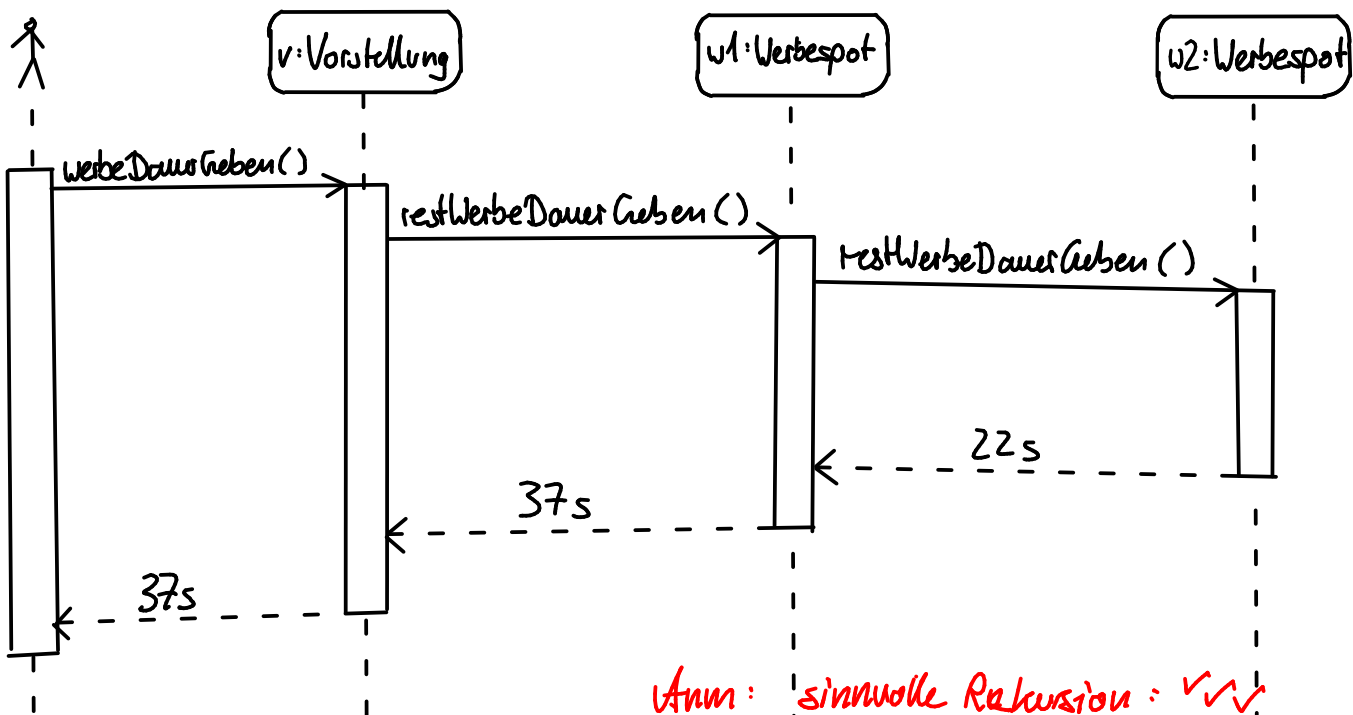 v:Vorstellung
w1:Werbespot
w2:Werbespot
werbeDauerGeben()
restWerbeDauerGeben()
restWerbeDauerGeben()
22s
37s
37s
Anm: sinnvolle Rekursion: ✓✓✓